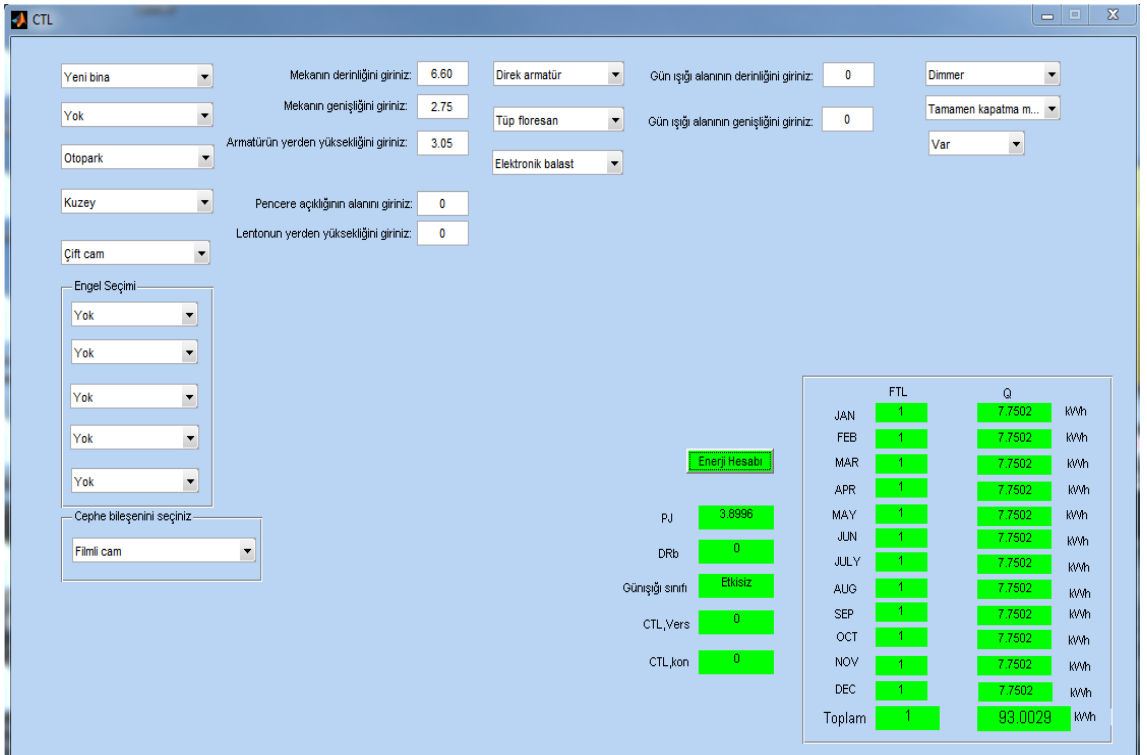 CTL
Yeni bina
Yok
Otopark
Kuzey
Çift cam
Engel Seçimi
Yok
Yok
Yok
Yok
Yok
Cephe bileşenini seçiniz
Filmli cam
Mekanın derinliğini giriniz: 6.60
Mekanın genişliğini giriniz: 2.75
Armatürün yerden yüksekliğini giriniz: 3.05
Pencere açıklığının alanını giriniz: 0
Lentonun yerden yüksekliğini giriniz: 0
Direk armatür
Tüp floresan
Elektronik balast
Gün ışığı alanının derinliğini giriniz: 0
Gün ışığı alanının genişliğini giriniz: 0
Dimmer
Tamamen kapatma m...
Var
Enerji Hesabı
PJ 3.8996
DRb 0
Günışığı sınıfı Etkisiz
CTL,Vers 0
CTL,kon 0
FTL Q
JAN 1 7.7502 kWh
FEB 1 7.7502 kWh
MAR 1 7.7502 kWh
APR 1 7.7502 kWh
MAY 1 7.7502 kWh
JUN 1 7.7502 kWh
JULY 1 7.7502 kWh
AUG 1 7.7502 kWh
SEP 1 7.7502 kWh
OCT 1 7.7502 kWh
NOV 1 7.7502 kWh
DEC 1 7.7502 kWh
Toplam 1 93.0029 kWh